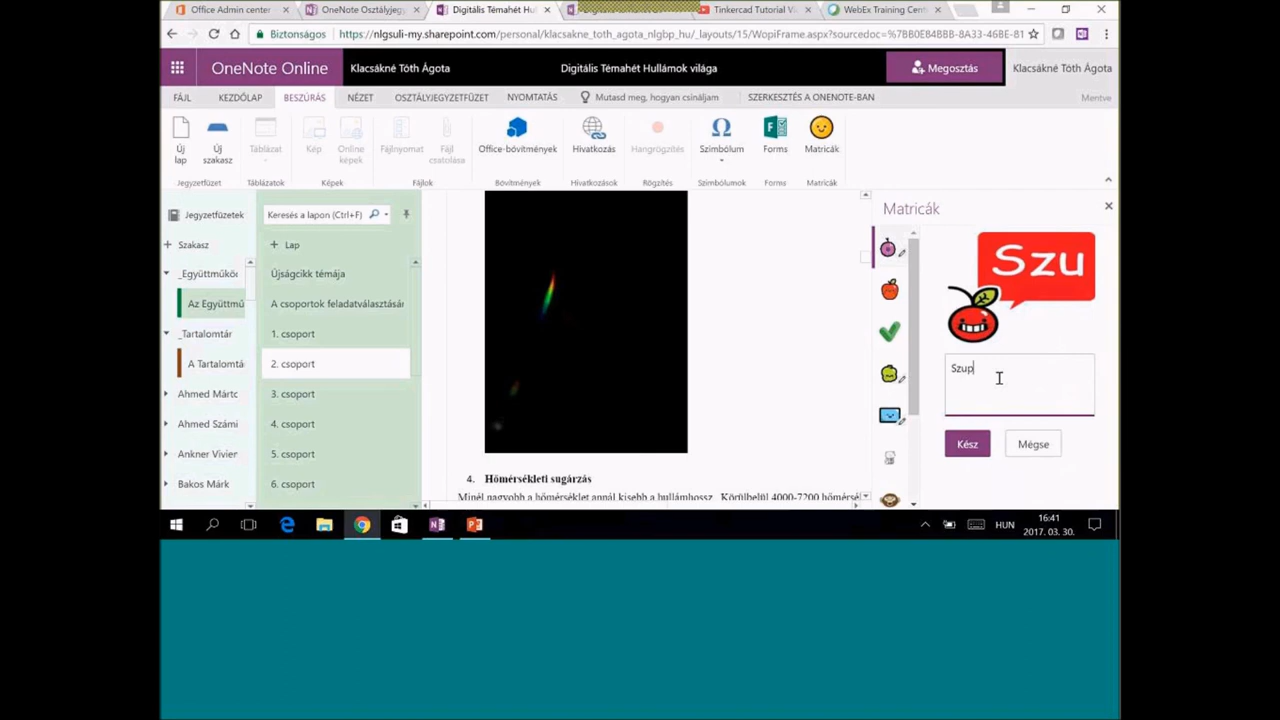 Office Admin center
OneNote Osztályjegy
Digitális Témahét Hul
Tinkercad Tutorial V
WebEx Training Cent
Biztonságos
https://nlgsuli-my.sharepoint.com/personal/klacsakne_toth_agota_nlgbp_hu/_layouts/15/WopiFrame.aspx?sourcedoc=%7BB0EB4BBB-8A33-46BE-81
OneNote Online
Klacsákné Tóth Ágota
Digitális Témahét Hullámok világa
Megosztás
Klacsákné Tóth Ágota
FÁJL
KEZDŐLAP
BESZÚRÁS
NÉZET
OSZTÁLYJEGYZETFÜZET
NYOMTATÁS
Mutasd meg, hogyan csináljam
SZERKESZTÉS A ONENOTE-BAN
Mentve
Új lap
Új szakasz
Táblázat
Kép
Online képek
Fájlnyomat
Fájl csatolása
Office-bővítmények
Hivatkozás
Hangrögzítés
Szimbólum
Forms
Matricák
Jegyzetfüzet
Táblázatok
Képek
Fájlok
Bővítmények
Hivatkozások
Rögzítés
Szimbólumok
Forms
Matricák
Jegyzetfüzetek
Keresés a lapon (Ctrl+F)
+ Szakasz
+ Lap
_Együttműkö
Az Együttmű
_Tartalomtár
A Tartalomtá
Ahmed Mártc
Ahmed Számi
Ankner Vivien
Bakos Márk
Újságcikk témája
A csoportok feladatválasztásár
1. csoport
2. csoport
3. csoport
4. csoport
5. csoport
6. csoport
4. Hőmérsékleti sugárzás
Minél nagyobb a hőmérséklet annál kisebb a hullámhossz. Körülbelül 4000-7200 hőmérsé
Matricák
Szu
Szup
Kész
Mégse
HUN
16:41
2017. 03. 30.